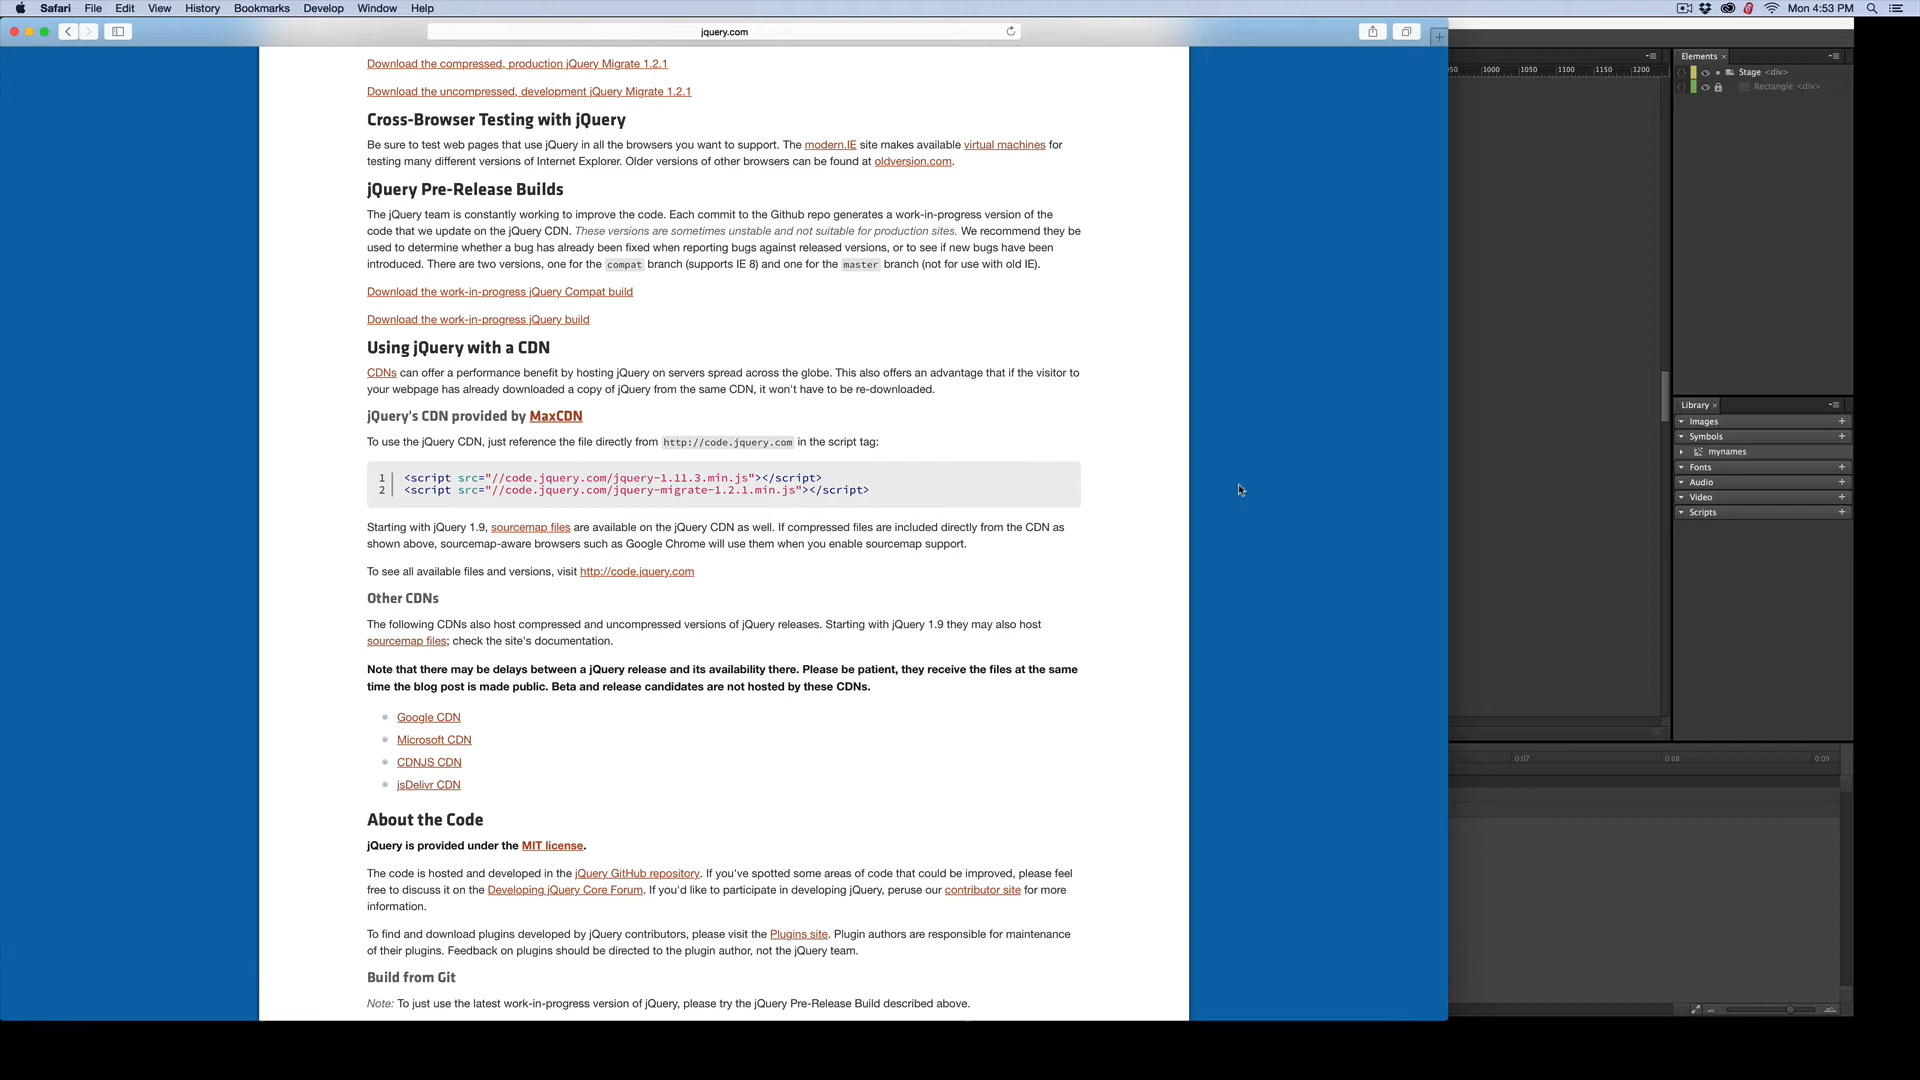 Safari File Edit View History Bookmarks Develop Window Help
Mon 4:53 PM
jquery.com
Download the compressed, production jQuery Migrate 1.2.1
Download the uncompressed, development jQuery Migrate 1.2.1
Cross-Browser Testing with jQuery
Be sure to test web pages that use jQuery in all the browsers you want to support. The modern.IE site makes available virtual machines for
testing many different versions of Internet Explorer. Older versions of other browsers can be found at oldversion.com.
jQuery Pre-Release Builds
The jQuery team is constantly working to improve the code. Each commit to the Github repo generates a work-in-progress version of the
code that we update on the jQuery CDN. These versions are sometimes unstable and not suitable for production sites. We recommend they be
used to determine whether a bug has already been fixed when reporting bugs against released versions, or to see if new bugs have been
introduced. There are two versions, one for the compat branch (supports IE 8) and one for the master branch (not for use with old IE).
Download the work-in-progress jQuery Compat build
Download the work-in-progress jQuery build
Using jQuery with a CDN
CDNs can offer a performance benefit by hosting jQuery on servers spread across the globe. This also offers an advantage that if the visitor to
your webpage has already downloaded a copy of jQuery from the same CDN, it won't have to be re-downloaded.
jQuery's CDN provided by MaxCDN
To use the jQuery CDN, just reference the file directly from http://code.jquery.com in the script tag:
1 <script src="//code.jquery.com/jquery-1.11.3.min.js"></script>
2 <script src="//code.jquery.com/jquery-migrate-1.2.1.min.js"></script>
Starting with jQuery 1.9, sourcemap files are available on the jQuery CDN as well. If compressed files are included directly from the CDN as
shown above, sourcemap-aware browsers such as Google Chrome will use them when you enable sourcemap support.
To see all available files and versions, visit http://code.jquery.com
Other CDNs
The following CDNs also host compressed and uncompressed versions of jQuery releases. Starting with jQuery 1.9 they may also host
sourcemap files; check the site's documentation.
Note that there may be delays between a jQuery release and its availability there. Please be patient, they receive the files at the same
time the blog post is made public. Beta and release candidates are not hosted by these CDNs.
Google CDN
Microsoft CDN
CDNJS CDN
jsDelivr CDN
About the Code
jQuery is provided under the MIT license.
The code is hosted and developed in the jQuery GitHub repository. If you've spotted some areas of code that could be improved, please feel
free to discuss it on the Developing jQuery Core Forum. If you'd like to participate in developing jQuery, peruse our contributor site for more
information.
To find and download plugins developed by jQuery contributors, please visit the Plugins site. Plugin authors are responsible for maintenance
of their plugins. Feedback on plugins should be directed to the plugin author, not the jQuery team.
Build from Git
Note: To just use the latest work-in-progress version of jQuery, please try the jQuery Pre-Release Build described above.
50 1000 1050 1100 1150 1200
Elements
Stage <div>
Rectangle <div>
Library
Images
Symbols
mynames
Fonts
Audio
Video
Scripts
0:07 0:08 0:09